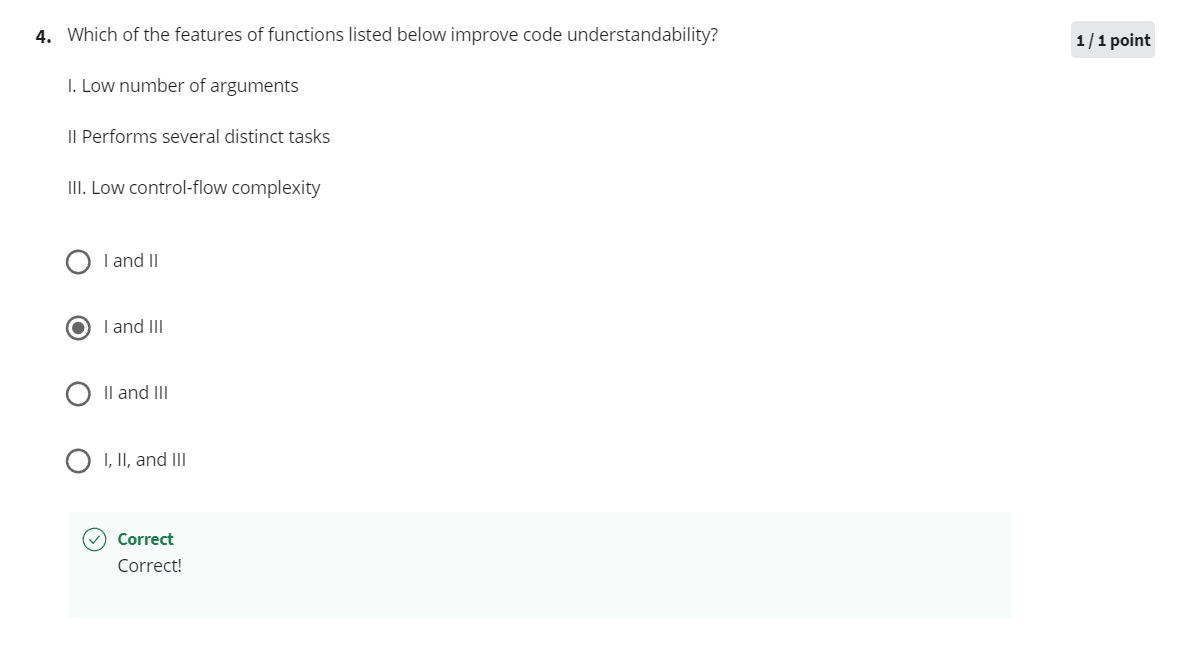 4. Which of the features of functions listed below improve code understandability?
1 / 1 point
I. Low number of arguments
II Performs several distinct tasks
III. Low control-flow complexity
I and II
I and III
II and III
I, II, and III
Correct
Correct!